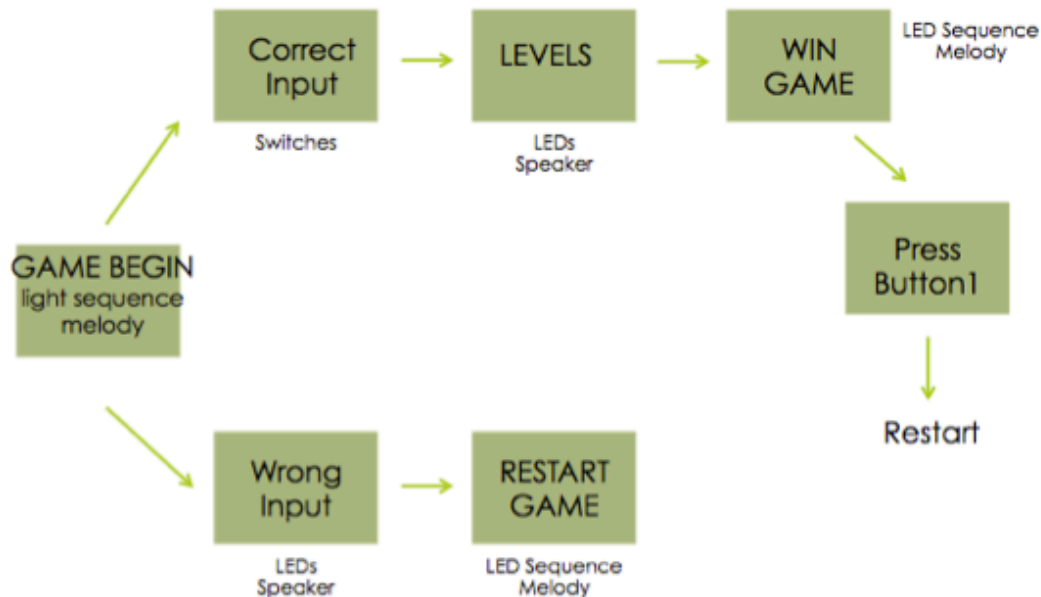 Correct
Input
Switches
LEVELS
LEDs
Speaker
WIN
GAME
LED Sequence
Melody
GAME BEGIN
light sequence
melody
Press
Button1
Restart
Wrong
Input
LEDs
Speaker
RESTART
GAME
LED Sequence
Melody